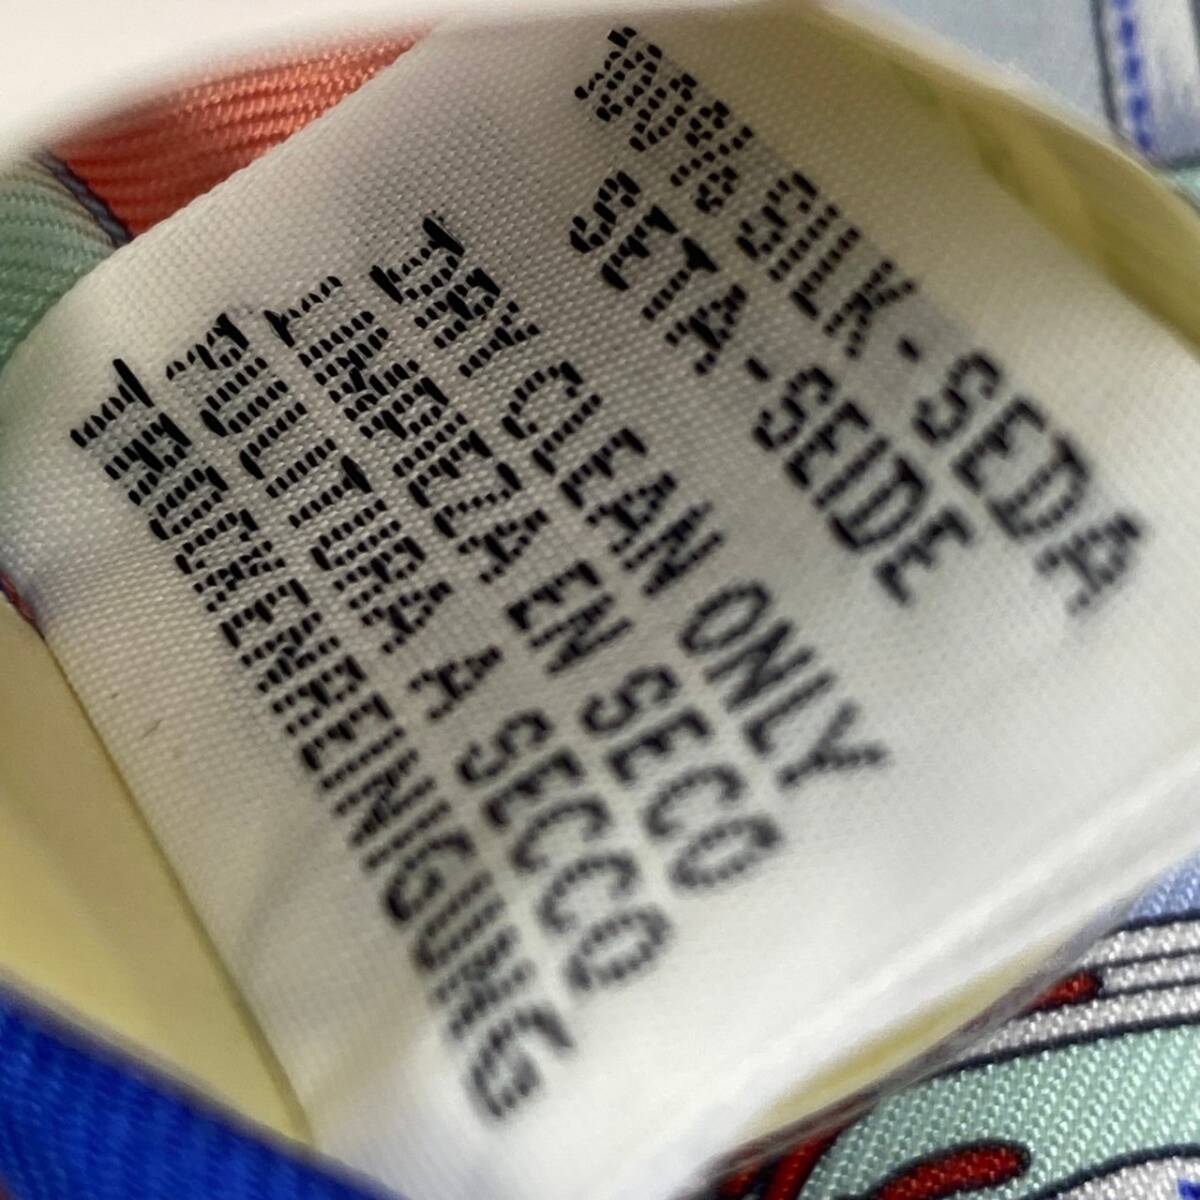 100% SILK - SEDA
SETA - SEIDE
DRY CLEAN ONLY
LIMPIEZA EN SECO
PULITURA A SECCO
TROCKENREINIGUNG